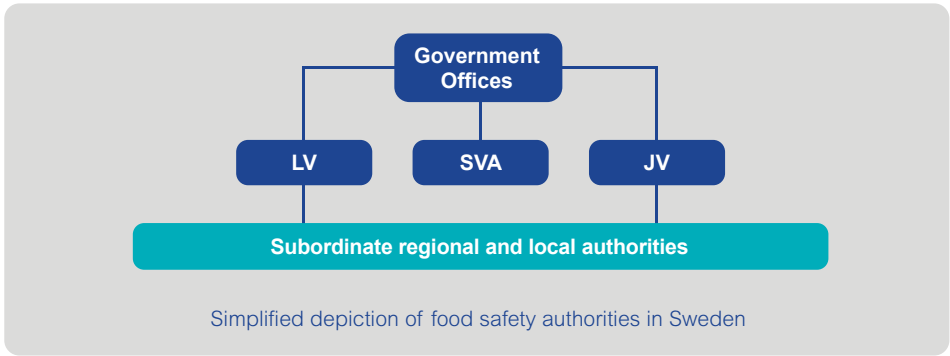 Government
Offices
LV
SVA
JV
Subordinate regional and local authorities
Simplified depiction of food safety authorities in Sweden